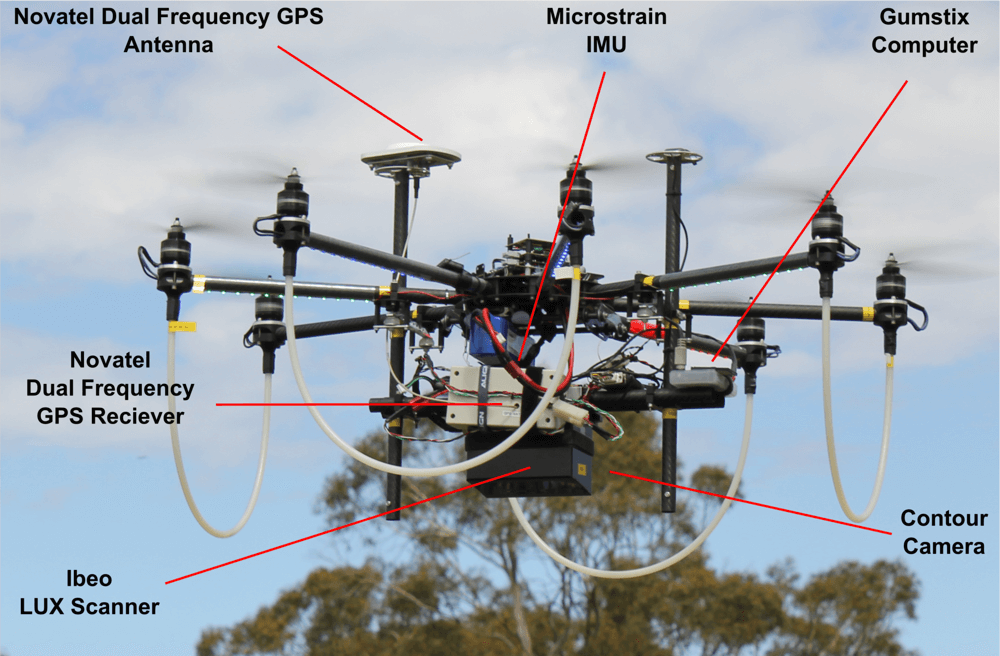 Novatel Dual Frequency GPS
Antenna
Microstrain
IMU
Gumstix
Computer
Novatel
Dual Frequency
GPS Reciever
Ibeo
LUX Scanner
Contour
Camera